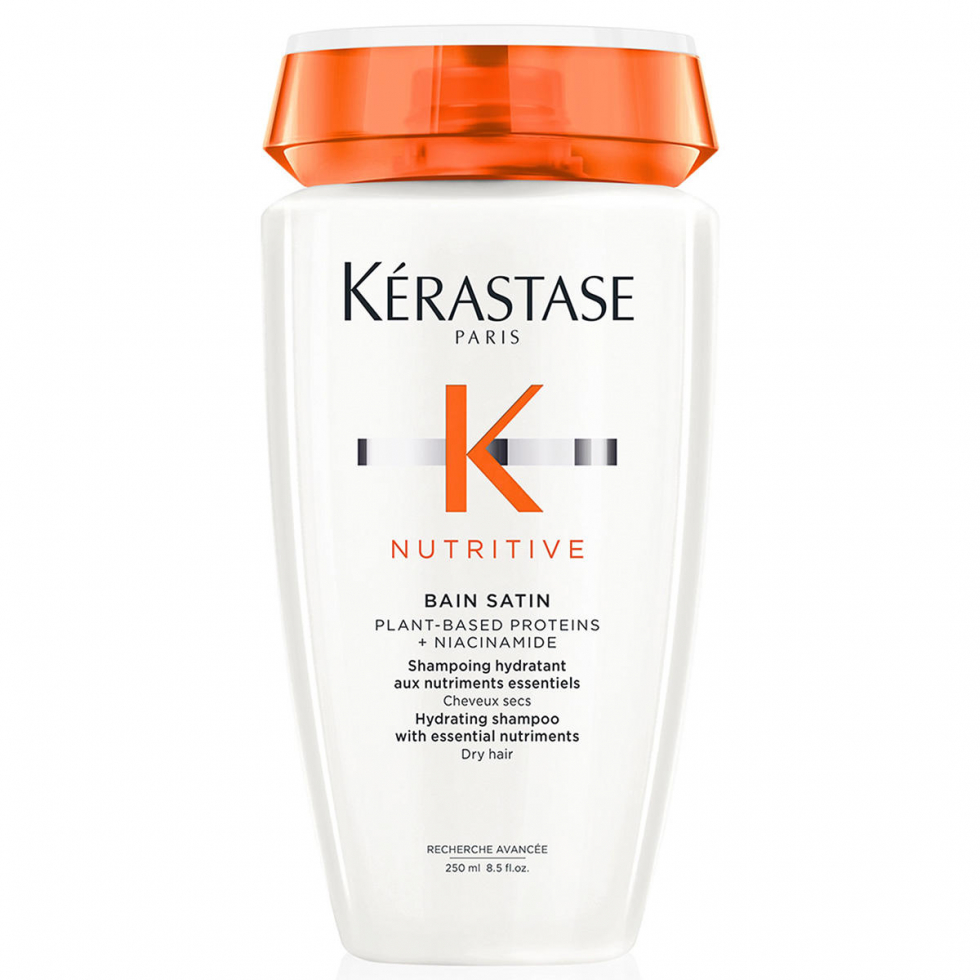 KÉRASTASE
PARIS
K
NUTRITIVE
BAIN SATIN
PLANT-BASED PROTEINS
+ NIACINAMIDE
Shampoing hydratant
aux nutriments essentiels
Cheveux secs
Hydrating shampoo
with essential nutriments
Dry hair
RECHERCHE AVANCÉE
250 ml 8.5 fl.oz.